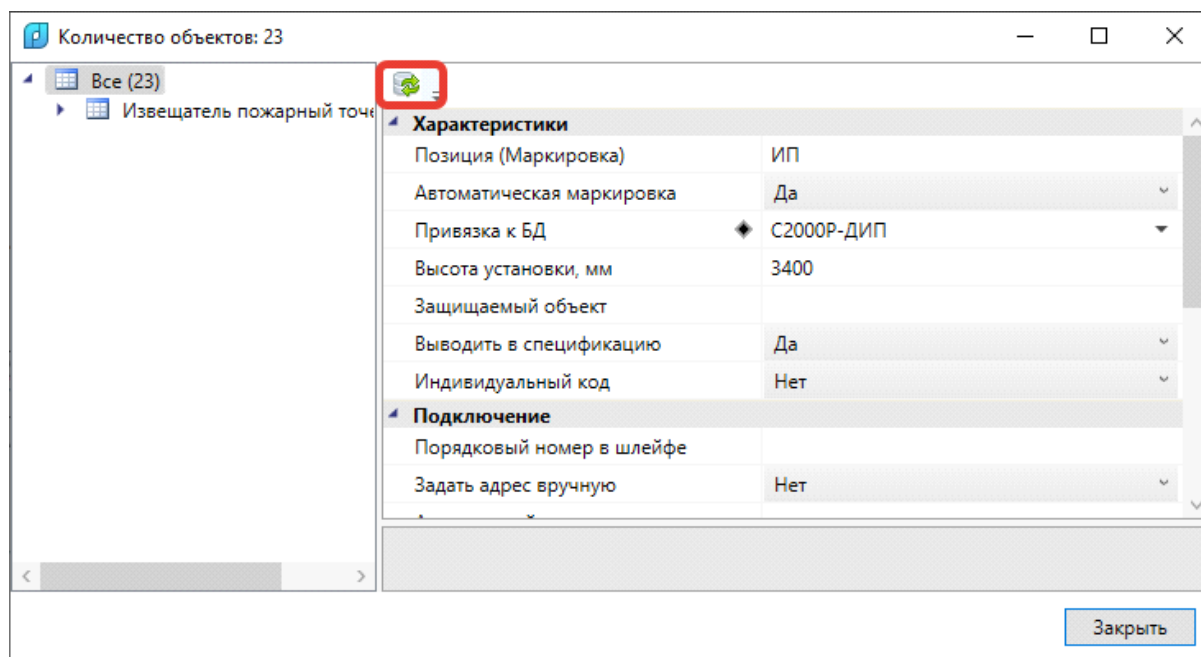 Количество объектов: 23
Все (23)
Извещатель пожарный точе
Характеристики
Позиция (Маркировка) ИП
Автоматическая маркировка Да
Привязка к БД С2000Р-ДИП
Высота установки, мм 3400
Защищаемый объект
Выводить в спецификацию Да
Индивидуальный код Нет
Подключение
Порядковый номер в шлейфе
Задать адрес вручную Нет
Закрыть